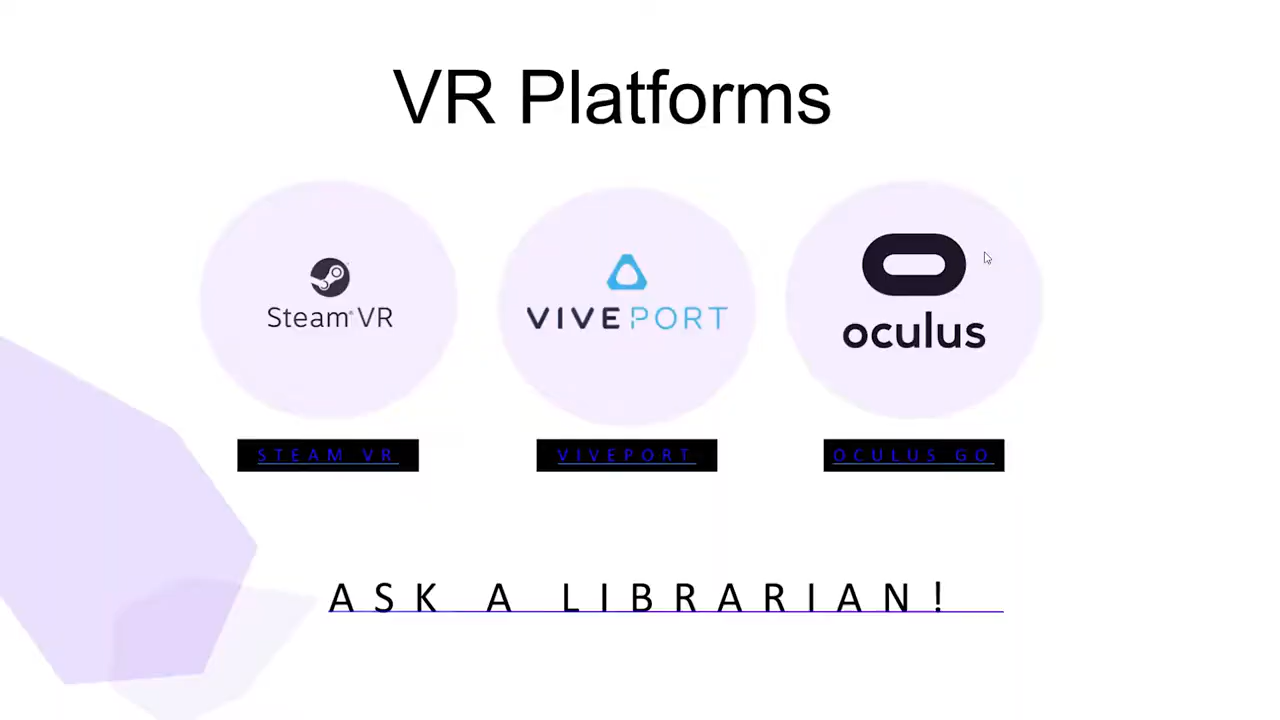 VR Platforms
Steam®VR
VIVEPORT
oculus
STEAM VR
VIVEPORT
OCULUS GO
ASK A LIBRARIAN!